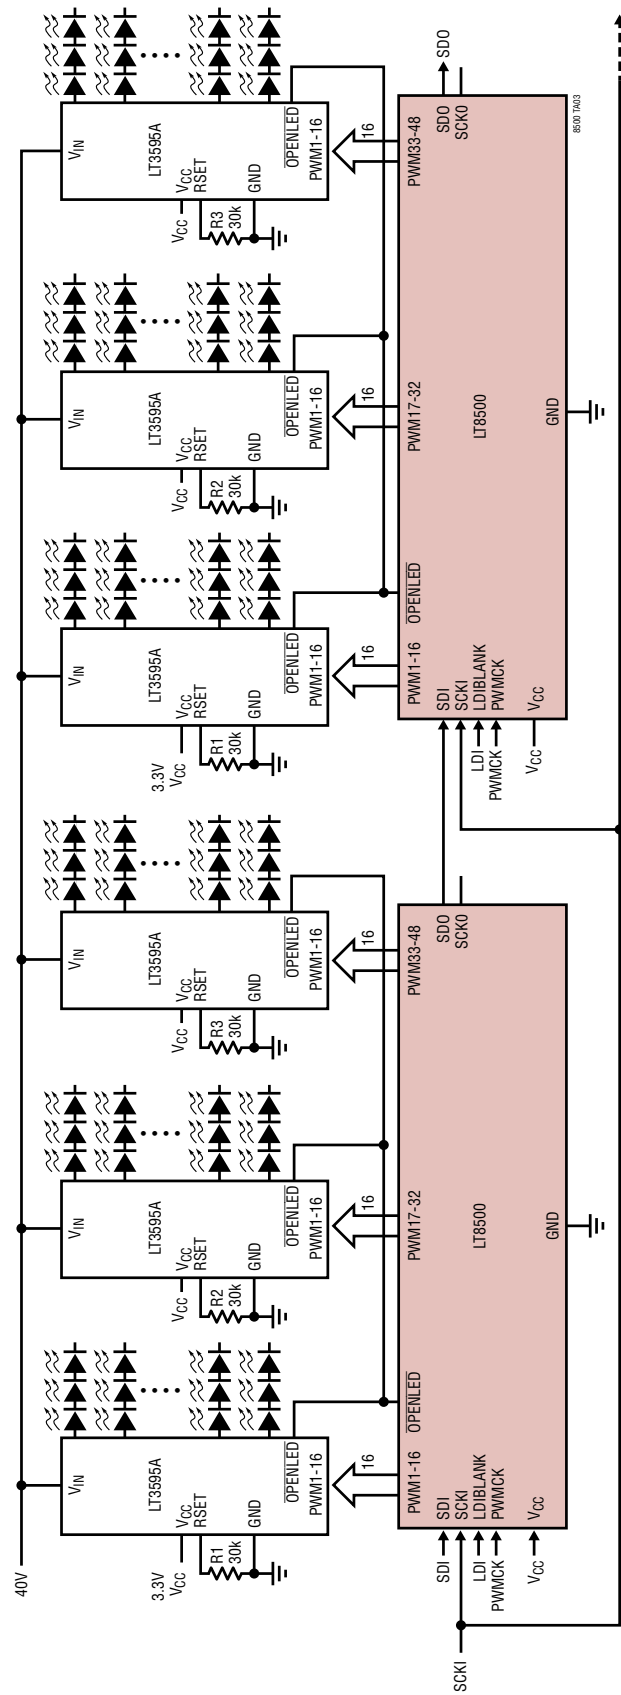 40V
VIN
LT3595A
VCC
RSET
GND
OPENLED
PWM1-16
3.3V
VCC
R1
30k
16
VIN
LT3595A
VCC
RSET
GND
OPENLED
PWM1-16
VCC
R2
30k
16
VIN
LT3595A
VCC
RSET
GND
OPENLED
PWM1-16
VCC
R3
30k
16
VIN
LT3595A
VCC
RSET
GND
OPENLED
PWM1-16
3.3V
VCC
R1
30k
16
VIN
LT3595A
VCC
RSET
GND
OPENLED
PWM1-16
VCC
R2
30k
16
VIN
LT3595A
VCC
RSET
GND
OPENLED
PWM1-16
VCC
R3
30k
16
SCKI
SDI
LDI
PWMCK
VCC
PWM1-16
OPENLED
PWM17-32
PWM33-48
SDI
SCKI
LDIBLANK
PWMCK
VCC
LT8500
GND
SDO
SCKO
LDI
PWMCK
VCC
PWM1-16
OPENLED
PWM17-32
PWM33-48
SDI
SCKI
LDIBLANK
PWMCK
VCC
LT8500
GND
SDO
SCKO
SDO
8500 TA03